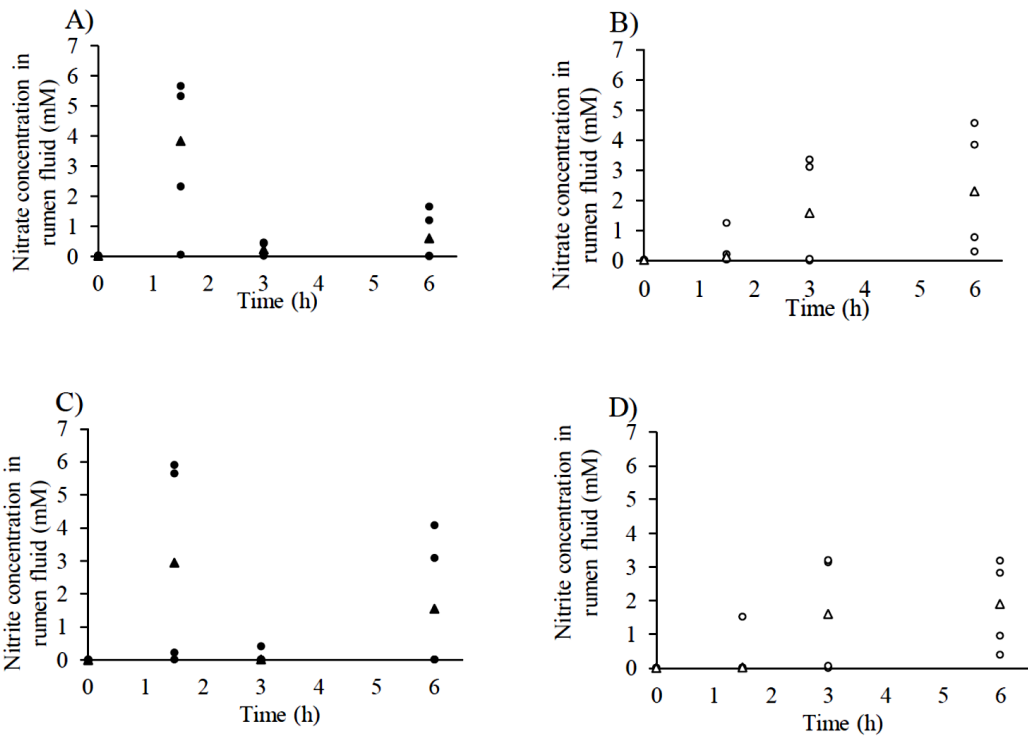 A)
Nitrate concentration in
rumen fluid (mM)
7
6
5
4
3
2
1
0
0 1 2 3 4 5 6
Time (h)
B)
Nitrate concentration in
rumen fluid (mM)
7
6
5
4
3
2
1
0
0 1 2 3 4 5 6
Time (h)
C)
Nitrite concentration in
rumen fluid (mM)
7
6
5
4
3
2
1
0
0 1 2 3 4 5 6
Time (h)
D)
Nitrite concentration in
rumen fluid (mM)
7
6
5
4
3
2
1
0
0 1 2 3 4 5 6
Time (h)